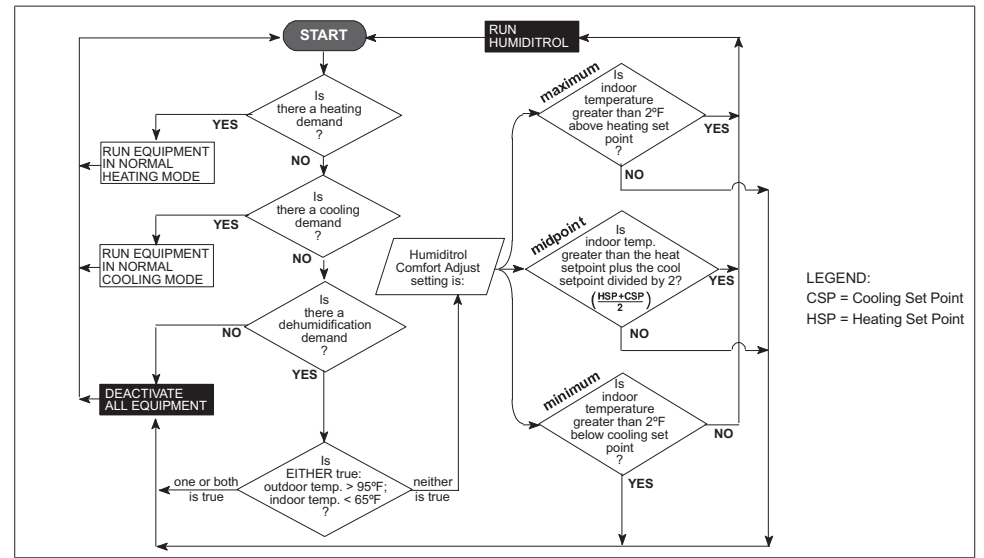 START
RUN
HUMIDITROL
Is
there a heating
demand
?
YES
NO
RUN EQUIPMENT
IN NORMAL
HEATING MODE
Is
there a cooling
demand
?
YES
NO
RUN EQUIPMENT
IN NORMAL
COOLING MODE
Is
there a
dehumidification
demand
?
NO
YES
DEACTIVATE
ALL EQUIPMENT
Is
EITHER true:
outdoor temp. > 95ºF;
indoor temp. < 65ºF
?
one or both
is true
neither
is true
Humiditrol
Comfort Adjust
setting is:
maximum
Is
indoor
temperature
greater than 2ºF
above heating set
point
?
YES
NO
midpoint
Is
indoor temp.
greater than the heat
setpoint plus the cool
setpoint divided by 2?
(HSP+CSP
2)
YES
NO
minimum
Is
indoor
temperature
greater than 2ºF
below cooling set
point
?
NO
YES
LEGEND:
CSP = Cooling Set Point
HSP = Heating Set Point